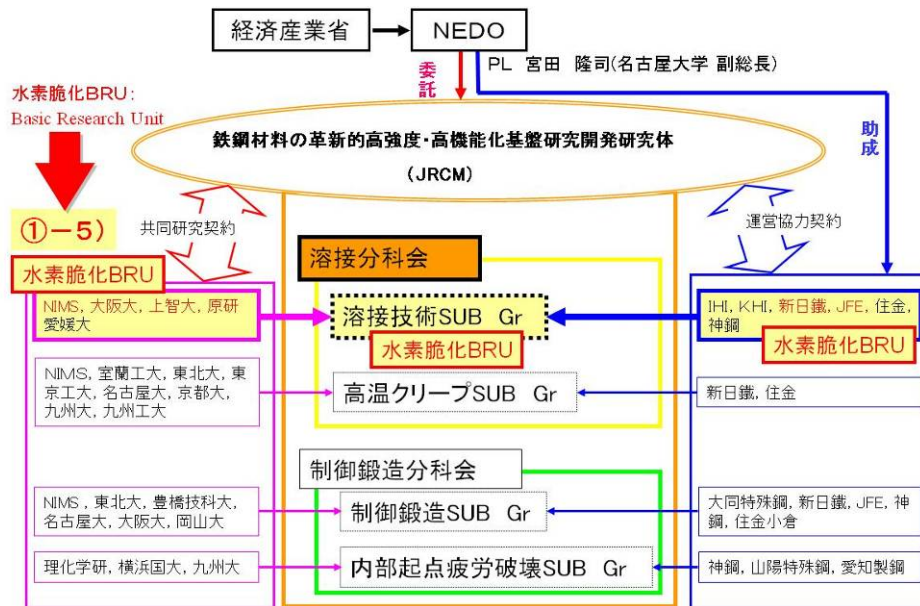 経済産業省
NEDO
PL 宮田 隆司(名古屋大学 副総長)
委託
助成
水素脆化BRU:
Basic Research Unit
鉄鋼材料の革新的高強度・高機能化基盤研究開発研究体
(JRCM)
①-5)
共同研究契約
運営協力契約
溶接分科会
水素脆化BRU
NIMS, 大阪大, 上智大, 原研
愛媛大
溶接技術SUB Gr
水素脆化BRU
IHI, KHI, 新日鐵, JFE, 住金,
神鋼
水素脆化BRU
NIMS, 室蘭工大, 東北大, 東
京工大, 名古屋大, 京都大,
九州大, 九州工大
高温クリープSUB Gr
新日鐵, 住金
制御鍛造分科会
NIMS, 東北大, 豊橋技科大,
名古屋大, 大阪大, 岡山大
制御鍛造SUB Gr
大同特殊鋼, 新日鐵, JFE, 神
鋼, 住金小倉
理化学研, 横浜国大, 九州大
内部起点疲労破壊SUB Gr
神鋼, 山陽特殊鋼, 愛知製鋼